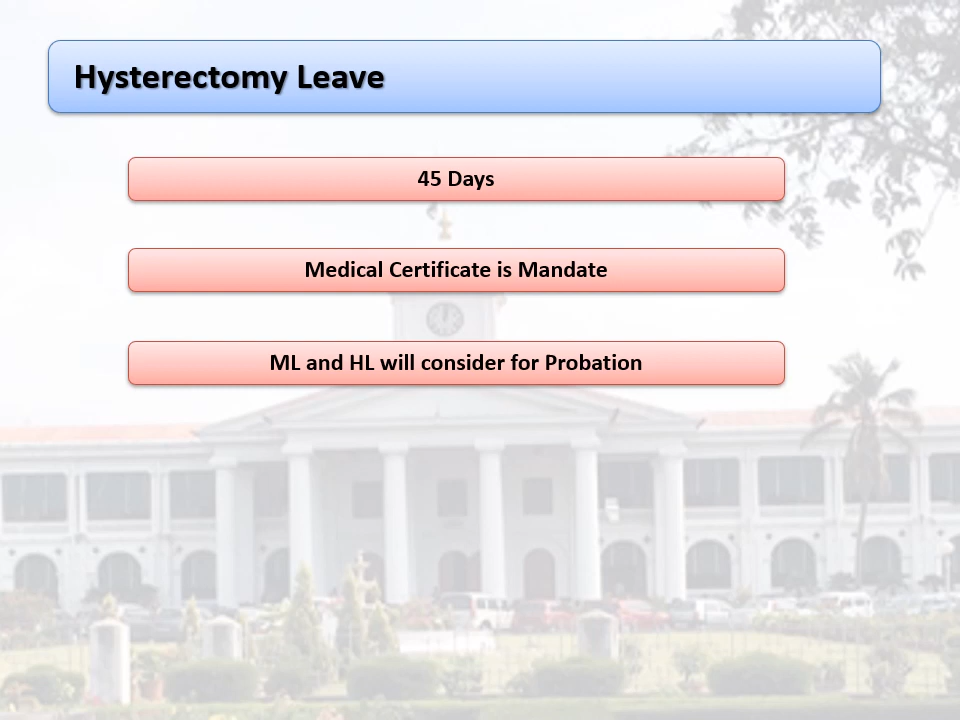 Hysterectomy Leave
45 Days
Medical Certificate is Mandate
ML and HL will consider for Probation